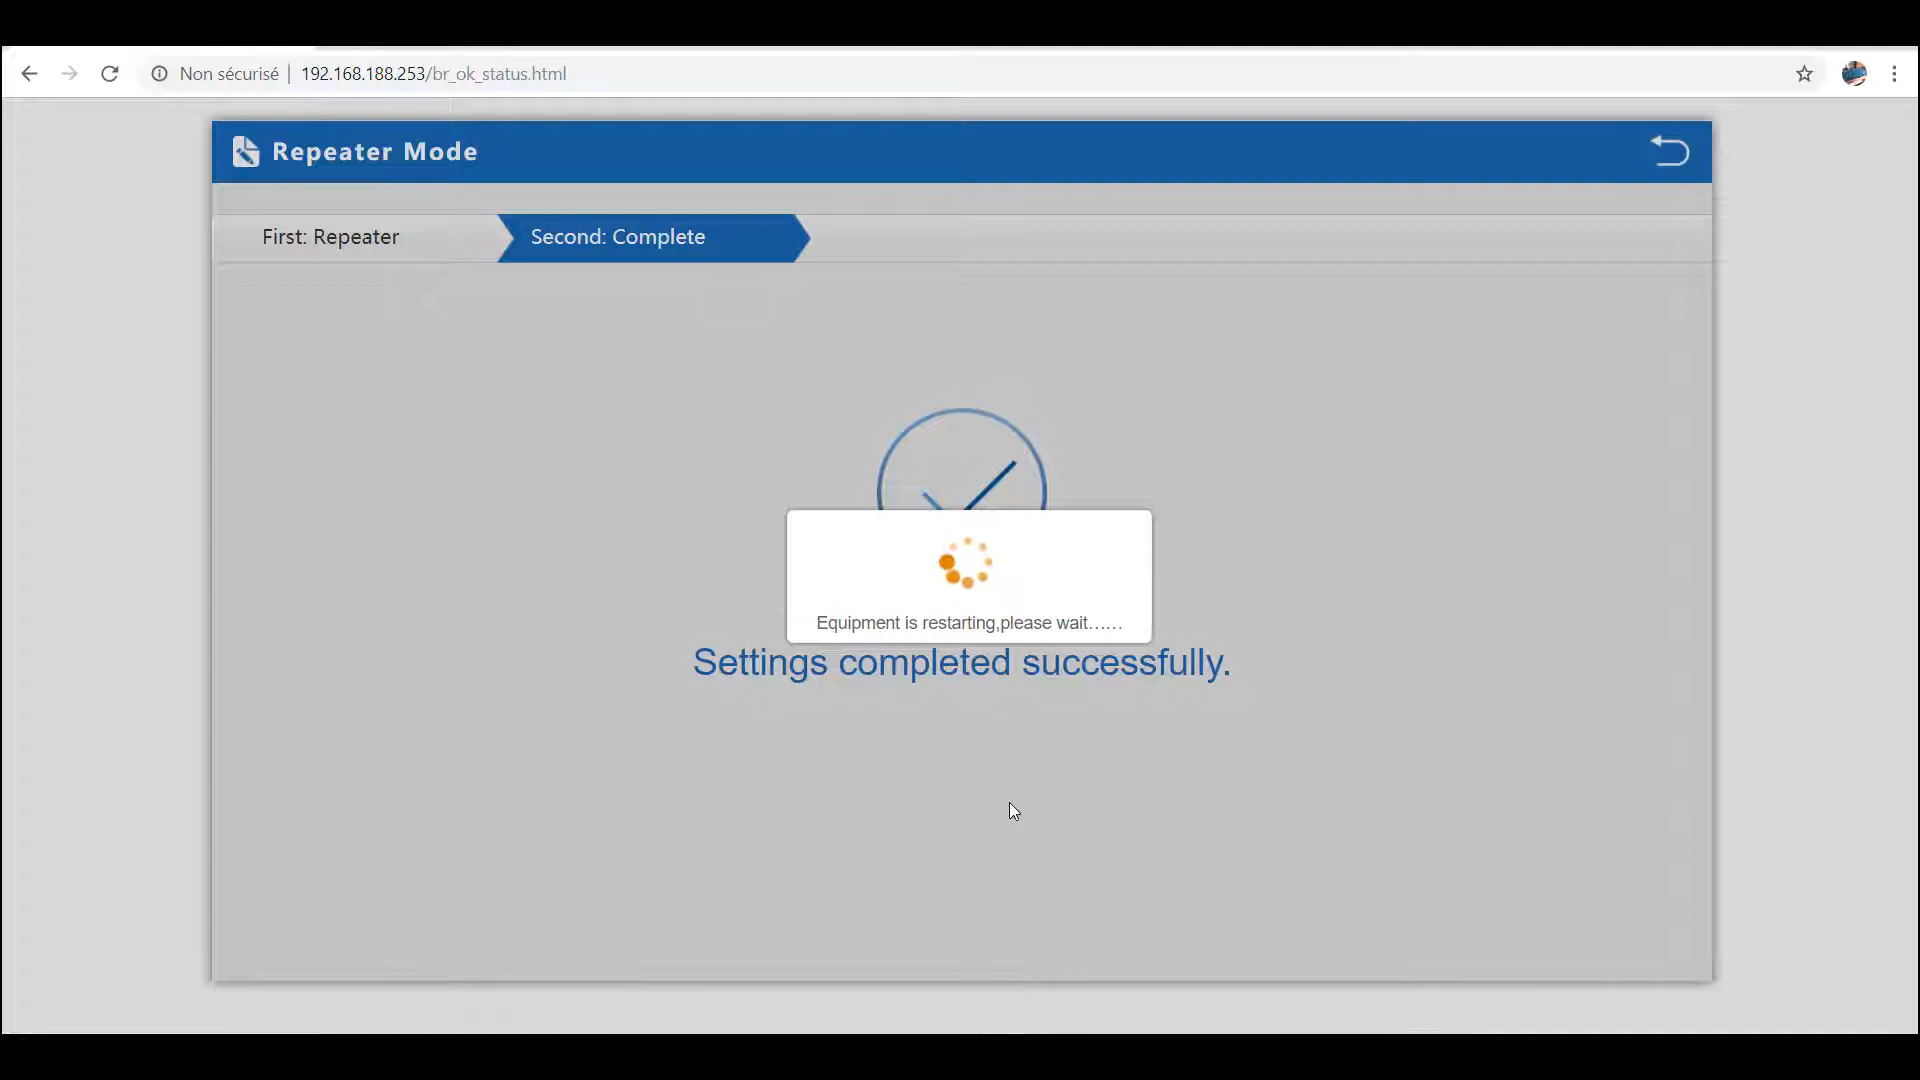 Non sécurisé | 192.168.188.253/br_ok_status.html
Repeater Mode
First: Repeater
Second: Complete
Equipment is restarting,please wait......
Settings completed successfully.